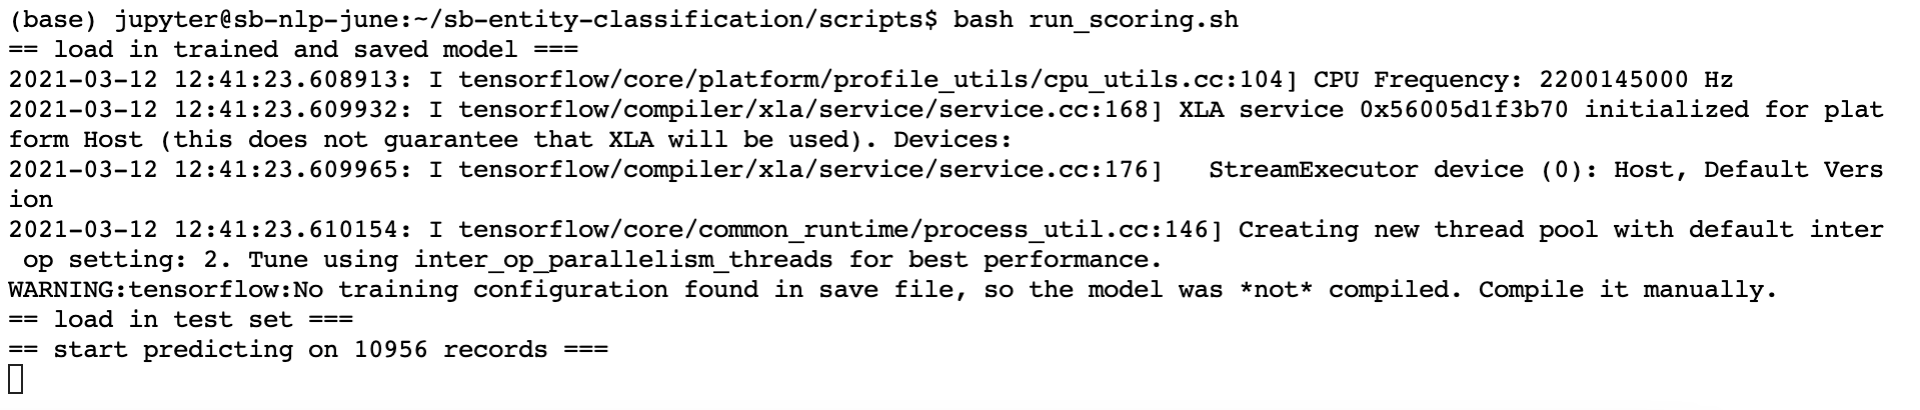 (base) jupyter@sb-nlp-june:~/sb-entity-classification/scripts$ bash run_scoring.sh
== load in trained and saved model ===
2021-03-12 12:41:23.608913: I tensorflow/core/platform/profile_utils/cpu_utils.cc:104] CPU Frequency: 2200145000 Hz
2021-03-12 12:41:23.609932: I tensorflow/compiler/xla/service/service.cc:168] XLA service 0x56005d1f3b70 initialized for plat
form Host (this does not guarantee that XLA will be used). Devices:
2021-03-12 12:41:23.609965: I tensorflow/compiler/xla/service/service.cc:176]   StreamExecutor device (0): Host, Default Vers
ion
2021-03-12 12:41:23.610154: I tensorflow/core/common_runtime/process_util.cc:146] Creating new thread pool with default inter
 op setting: 2. Tune using inter_op_parallelism_threads for best performance.
WARNING:tensorflow:No training configuration found in save file, so the model was *not* compiled. Compile it manually.
== load in test set ===
== start predicting on 10956 records ===